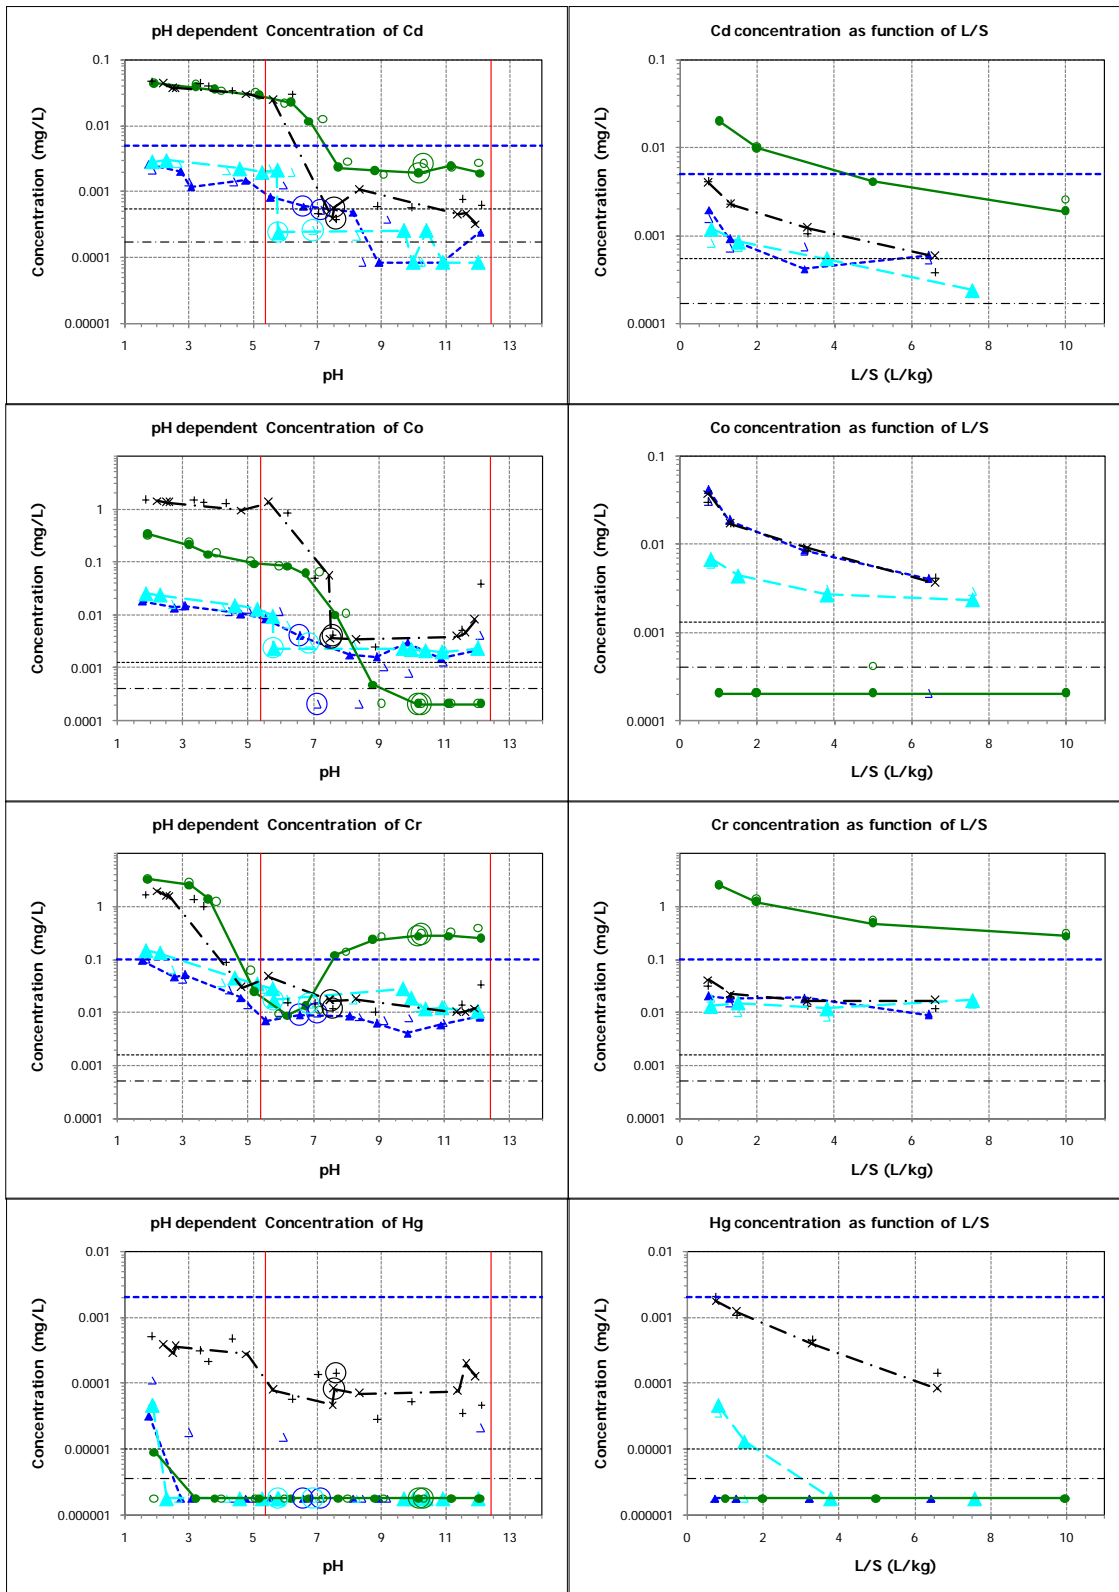 pH dependent Concentration of Cd
Concentration (mg/L)
0.1
0.01
0.001
0.0001
0.00001
1 3 5 7 9 11 13
pH
Cd concentration as function of L/S
Concentration (mg/L)
0.1
0.01
0.001
0.0001
0 2 4 6 8 10
L/S (L/kg)
pH dependent Concentration of Co
Concentration (mg/L)
1
0.1
0.01
0.001
0.0001
1 3 5 7 9 11 13
pH
Co concentration as function of L/S
Concentration (mg/L)
0.1
0.01
0.001
0.0001
0 2 4 6 8 10
L/S (L/kg)
pH dependent Concentration of Cr
Concentration (mg/L)
1
0.1
0.01
0.001
0.0001
1 3 5 7 9 11 13
pH
Cr concentration as function of L/S
Concentration (mg/L)
1
0.1
0.01
0.001
0.0001
0 2 4 6 8 10
L/S (L/kg)
pH dependent Concentration of Hg
Concentration (mg/L)
0.01
0.001
0.0001
0.00001
0.000001
1 3 5 7 9 11 13
pH
Hg concentration as function of L/S
Concentration (mg/L)
0.01
0.001
0.0001
0.00001
0.000001
0 2 4 6 8 10
L/S (L/kg)